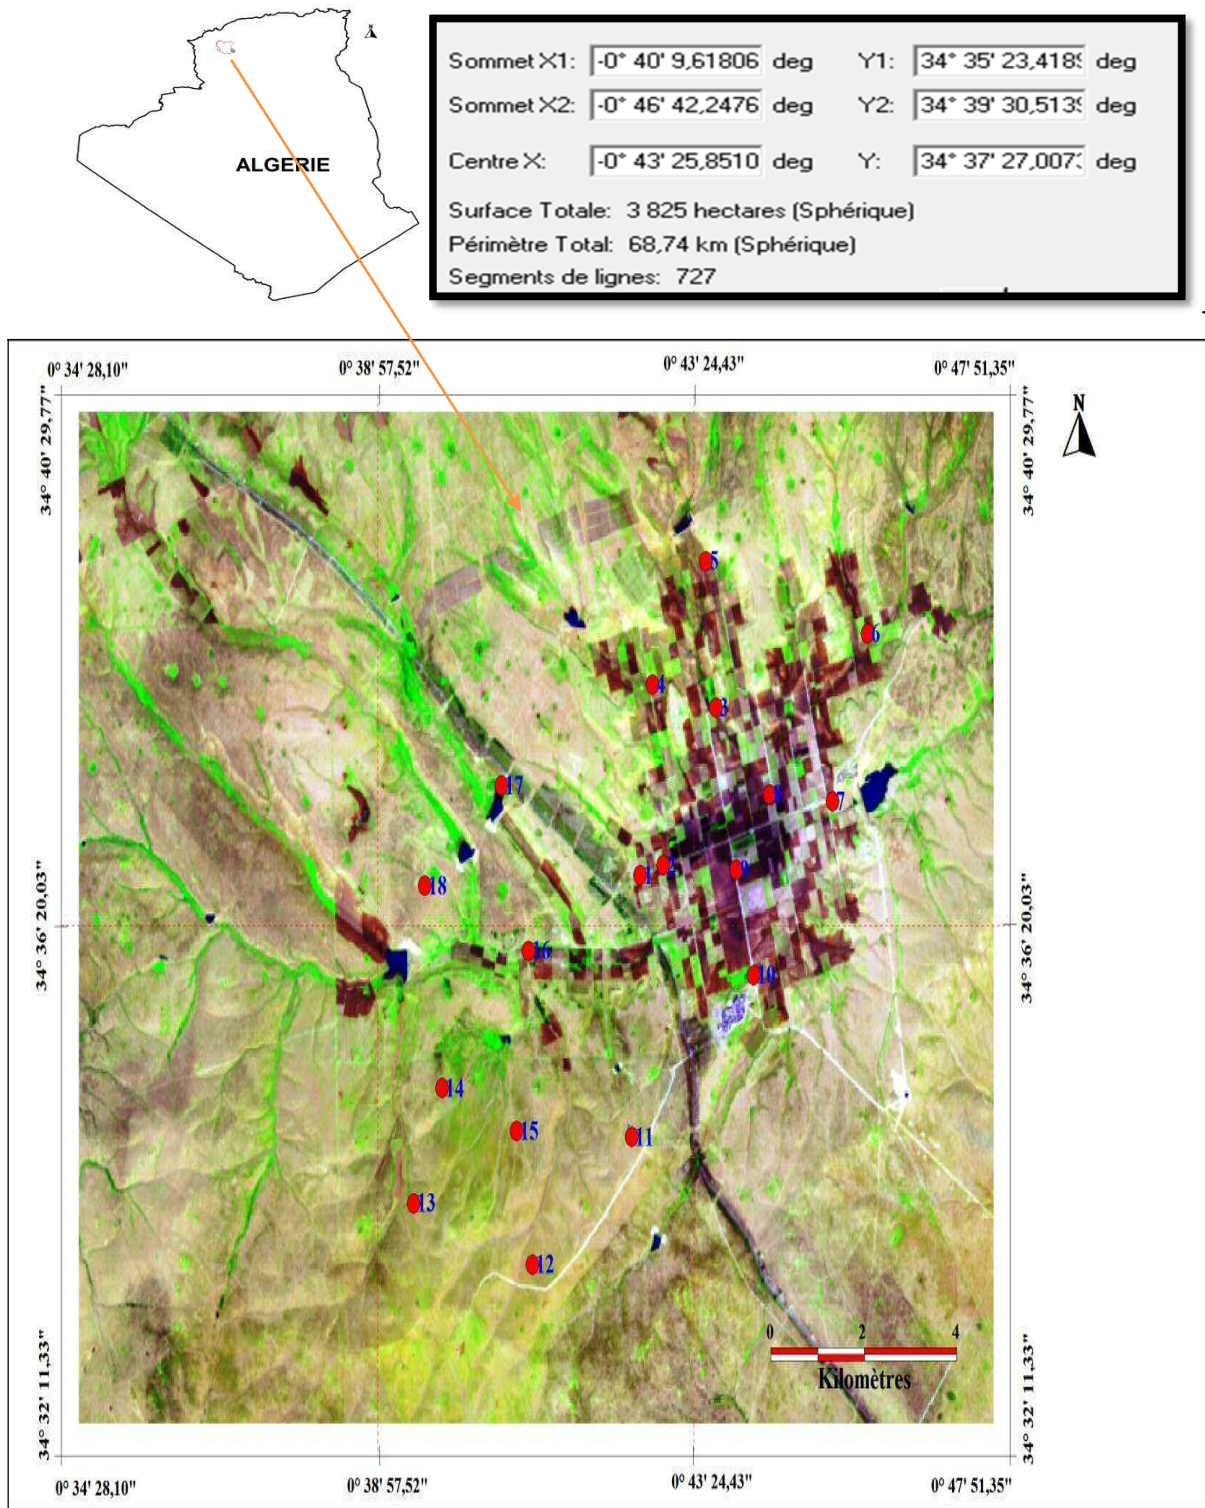 N
ALGERIE
Sommet X1: -0° 40' 9,61806 deg Y1: 34° 35' 23,4189 deg
Sommet X2: -0° 46' 42,2476 deg Y2: 34° 39' 30,5139 deg
Centre X: -0° 43' 25,8510 deg Y: 34° 37' 27,0073 deg
Surface Totale: 3 825 hectares (Sphérique)
Périmètre Total: 68,74 km (Sphérique)
Segments de lignes: 727
0° 34' 28,10" 0° 38' 57,52" 0° 43' 24,43" 0° 47' 51,35"
34° 40' 29,77" 34° 40' 29,77"
N
5
6
4
3
17
8
7
1
2
9
18
34° 36' 20,03" 34° 36' 20,03"
16
10
14
15
11
13
12
0 2 4
Kilomètres
34° 32' 11,33" 34° 32' 11,33"
0° 34' 28,10" 0° 38' 57,52" 0° 43' 24,43" 0° 47' 51,35"